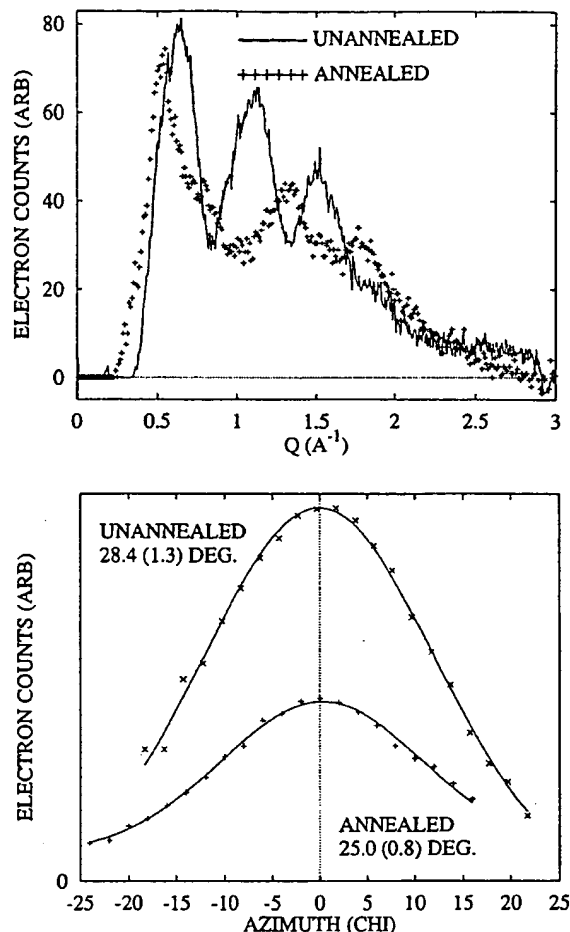 80
60
40
20
0
ELECTRON COUNTS (ARB)
UNANNEALED
ANNEALED
0 0.5 1 1.5 2 2.5 3
Q (A⁻¹)
ELECTRON COUNTS (ARB)
UNANNEALED
28.4 (1.3) DEG.
ANNEALED
25.0 (0.8) DEG.
0
-25 -20 -15 -10 -5 0 5 10 15 20 25
AZIMUTH (CHI)